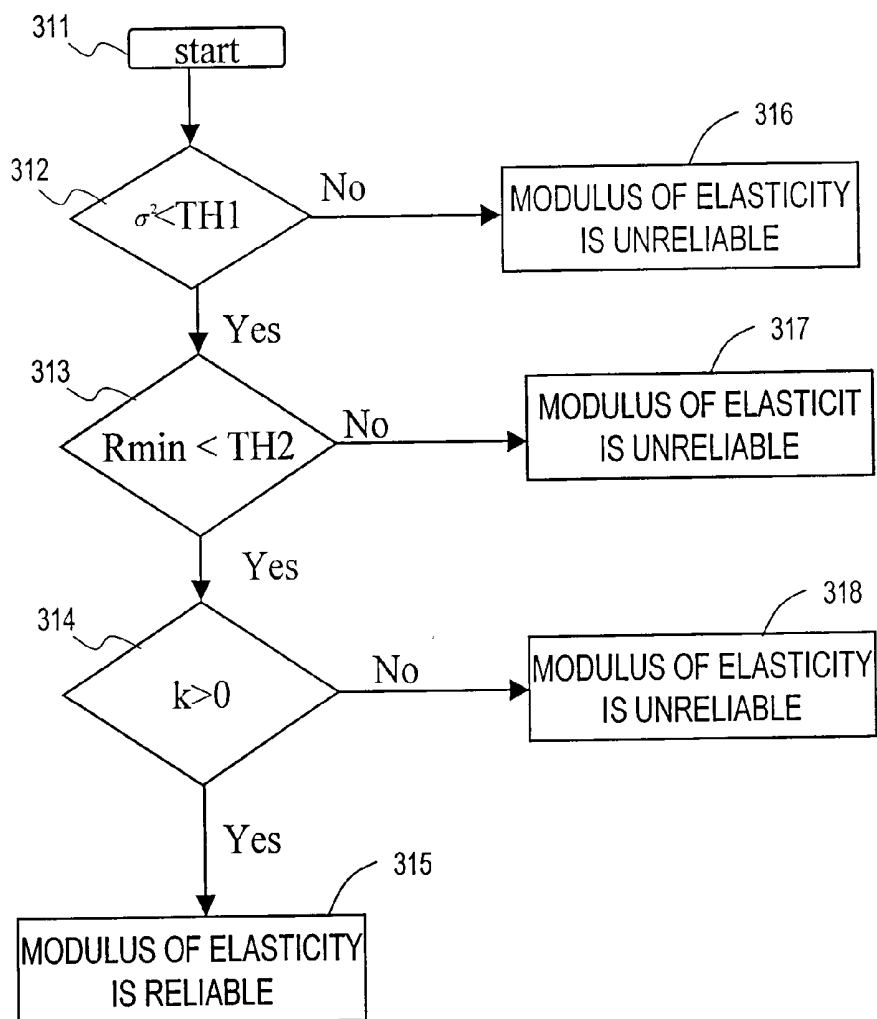 311
start
316
312
σ²<TH1
No
MODULUS OF ELASTICITY
IS UNRELIABLE
Yes
317
313
Rmin < TH2
No
MODULUS OF ELASTICIT
IS UNRELIABLE
Yes
318
314
k>0
No
MODULUS OF ELASTICITY
IS UNRELIABLE
Yes
315
MODULUS OF ELASTICITY
IS RELIABLE